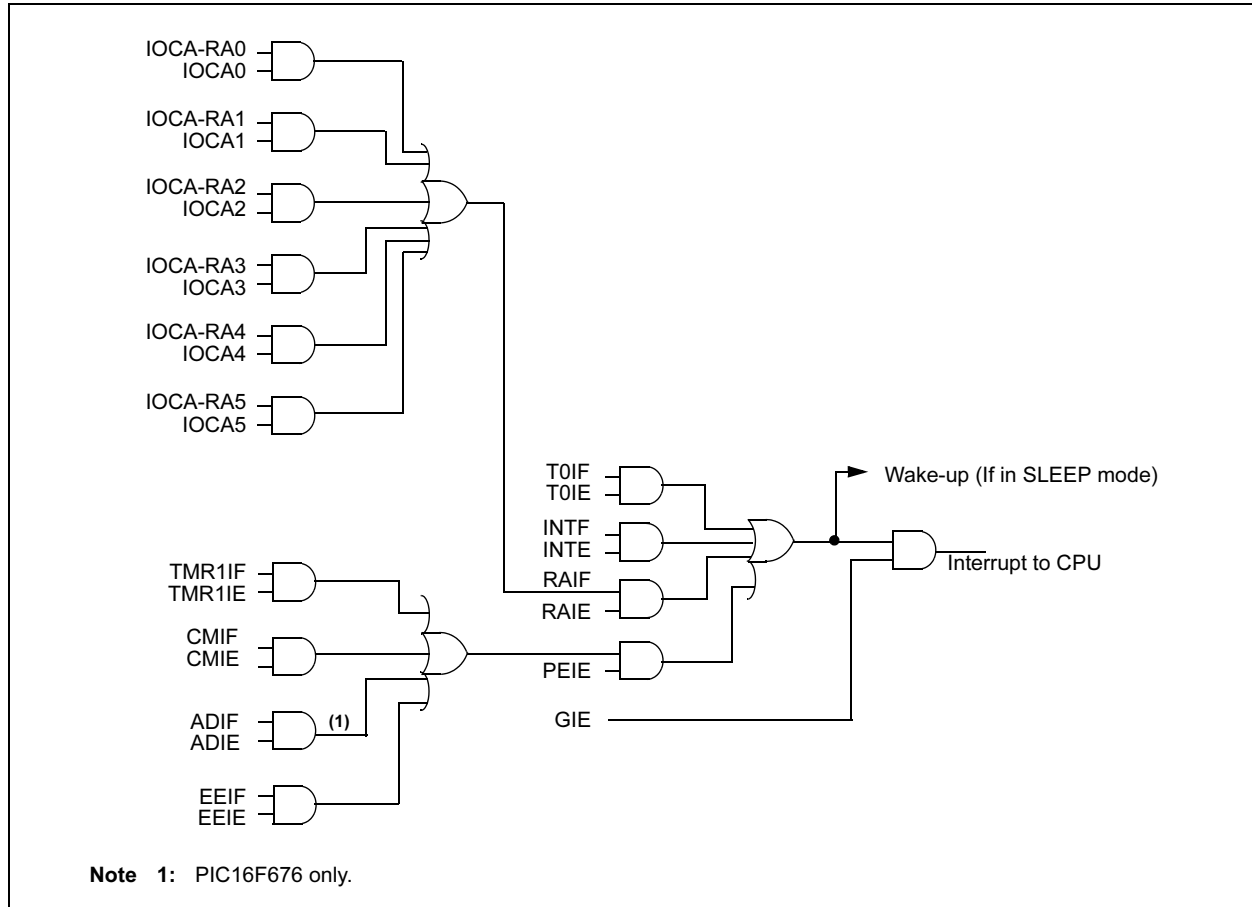 IOCA-RA0
IOCA0
IOCA-RA1
IOCA1
IOCA-RA2
IOCA2
IOCA-RA3
IOCA3
IOCA-RA4
IOCA4
IOCA-RA5
IOCA5
T0IF
T0IE
Wake-up (If in SLEEP mode)
INTF
INTE
Interrupt to CPU
TMR1IF
TMR1IE
RAIF
RAIE
CMIF
CMIE
PEIE
ADIF
ADIE
(1)
GIE
EEIF
EEIE
Note 1: PIC16F676 only.